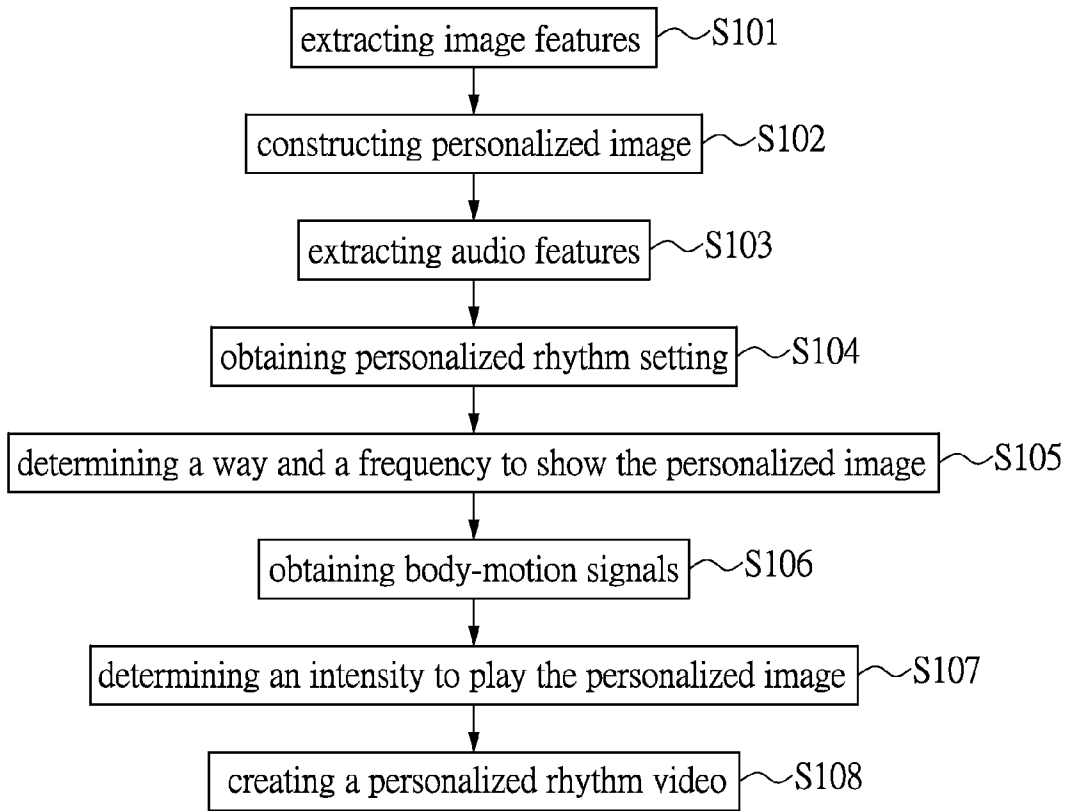 extracting image features S101
constructing personalized image S102
extracting audio features S103
obtaining personalized rhythm setting S104
determining a way and a frequency to show the personalized image S105
obtaining body-motion signals S106
determining an intensity to play the personalized image S107
creating a personalized rhythm video S108